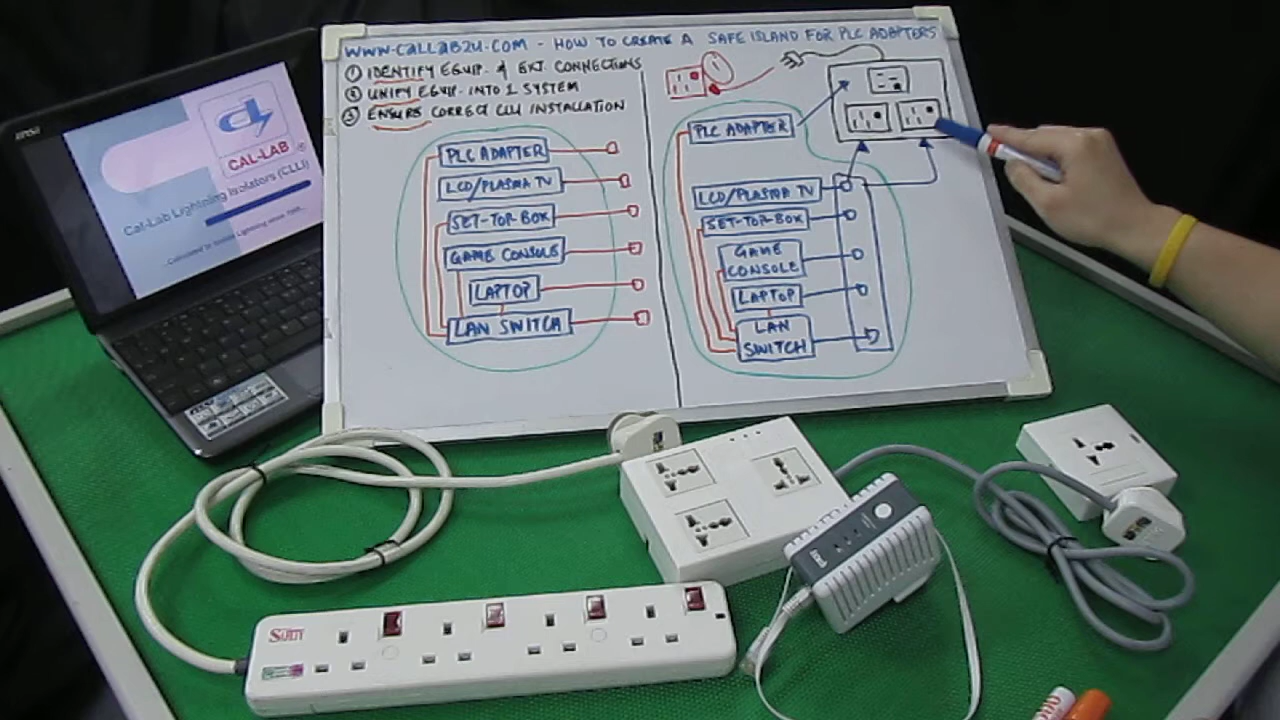 WWW.CALLAB2U.COM - HOW TO CREATE A SAFE ISLAND FOR PLC ADAPTERS
① IDENTIFY EQUIP. & EXT. CONNECTIONS
② UNIFY EQUIP. INTO 1 SYSTEM
③ ENSURE CORRECT CLLI INSTALLATION
PLC ADAPTER
LCD/PLASMA TV
SET-TOP-BOX
GAME CONSOLE
LAPTOP
LAN SWITCH
PLC ADAPTER
LCD/PLASMA TV
SET-TOP-BOX
GAME
CONSOLE
LAPTOP
LAN
SWITCH
CAL-LAB
Cal-Lab Lightning Isolators (CLLI)
msi
SAFETY